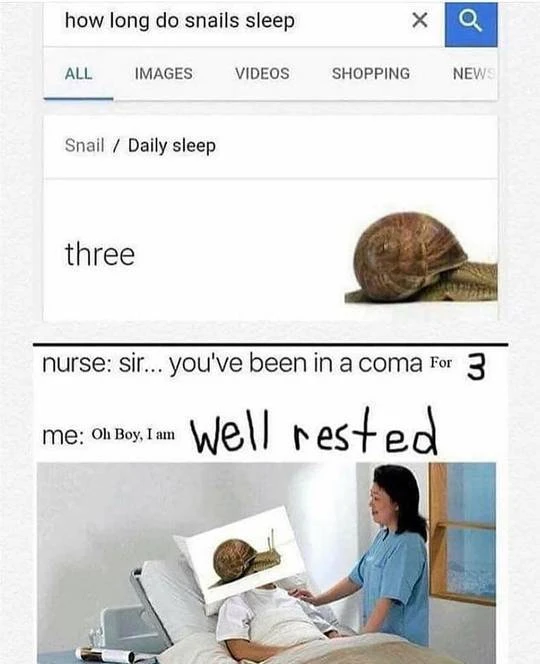 how long do snails sleep ×
ALL IMAGES VIDEOS SHOPPING NEWS
Snail / Daily sleep
three
nurse: sir... you've been in a coma For 3
me: Oh Boy, I am Well rested